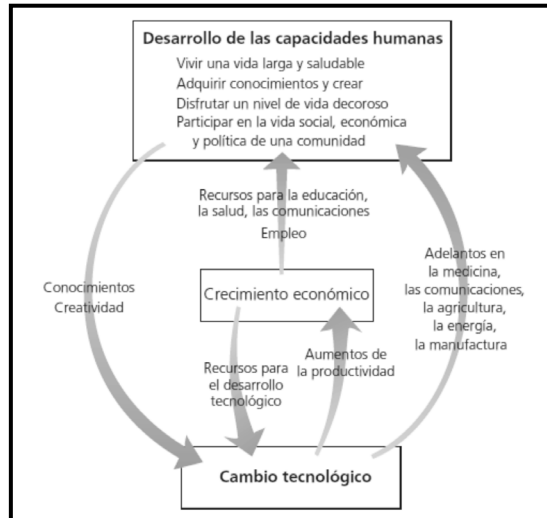 Desarrollo de las capacidades humanas
Vivir una vida larga y saludable
Adquirir conocimientos y crear
Disfrutar un nivel de vida decoroso
Participar en la vida social, económica
y política de una comunidad
Recursos para la educación,
la salud, las comunicaciones
Empleo
Conocimientos
Creatividad
Adelantos en
la medicina,
las comunicaciones,
la agricultura,
la energía,
la manufactura
Crecimiento económico
Recursos para
el desarrollo
tecnológico
Aumentos de
la productividad
Cambio tecnológico